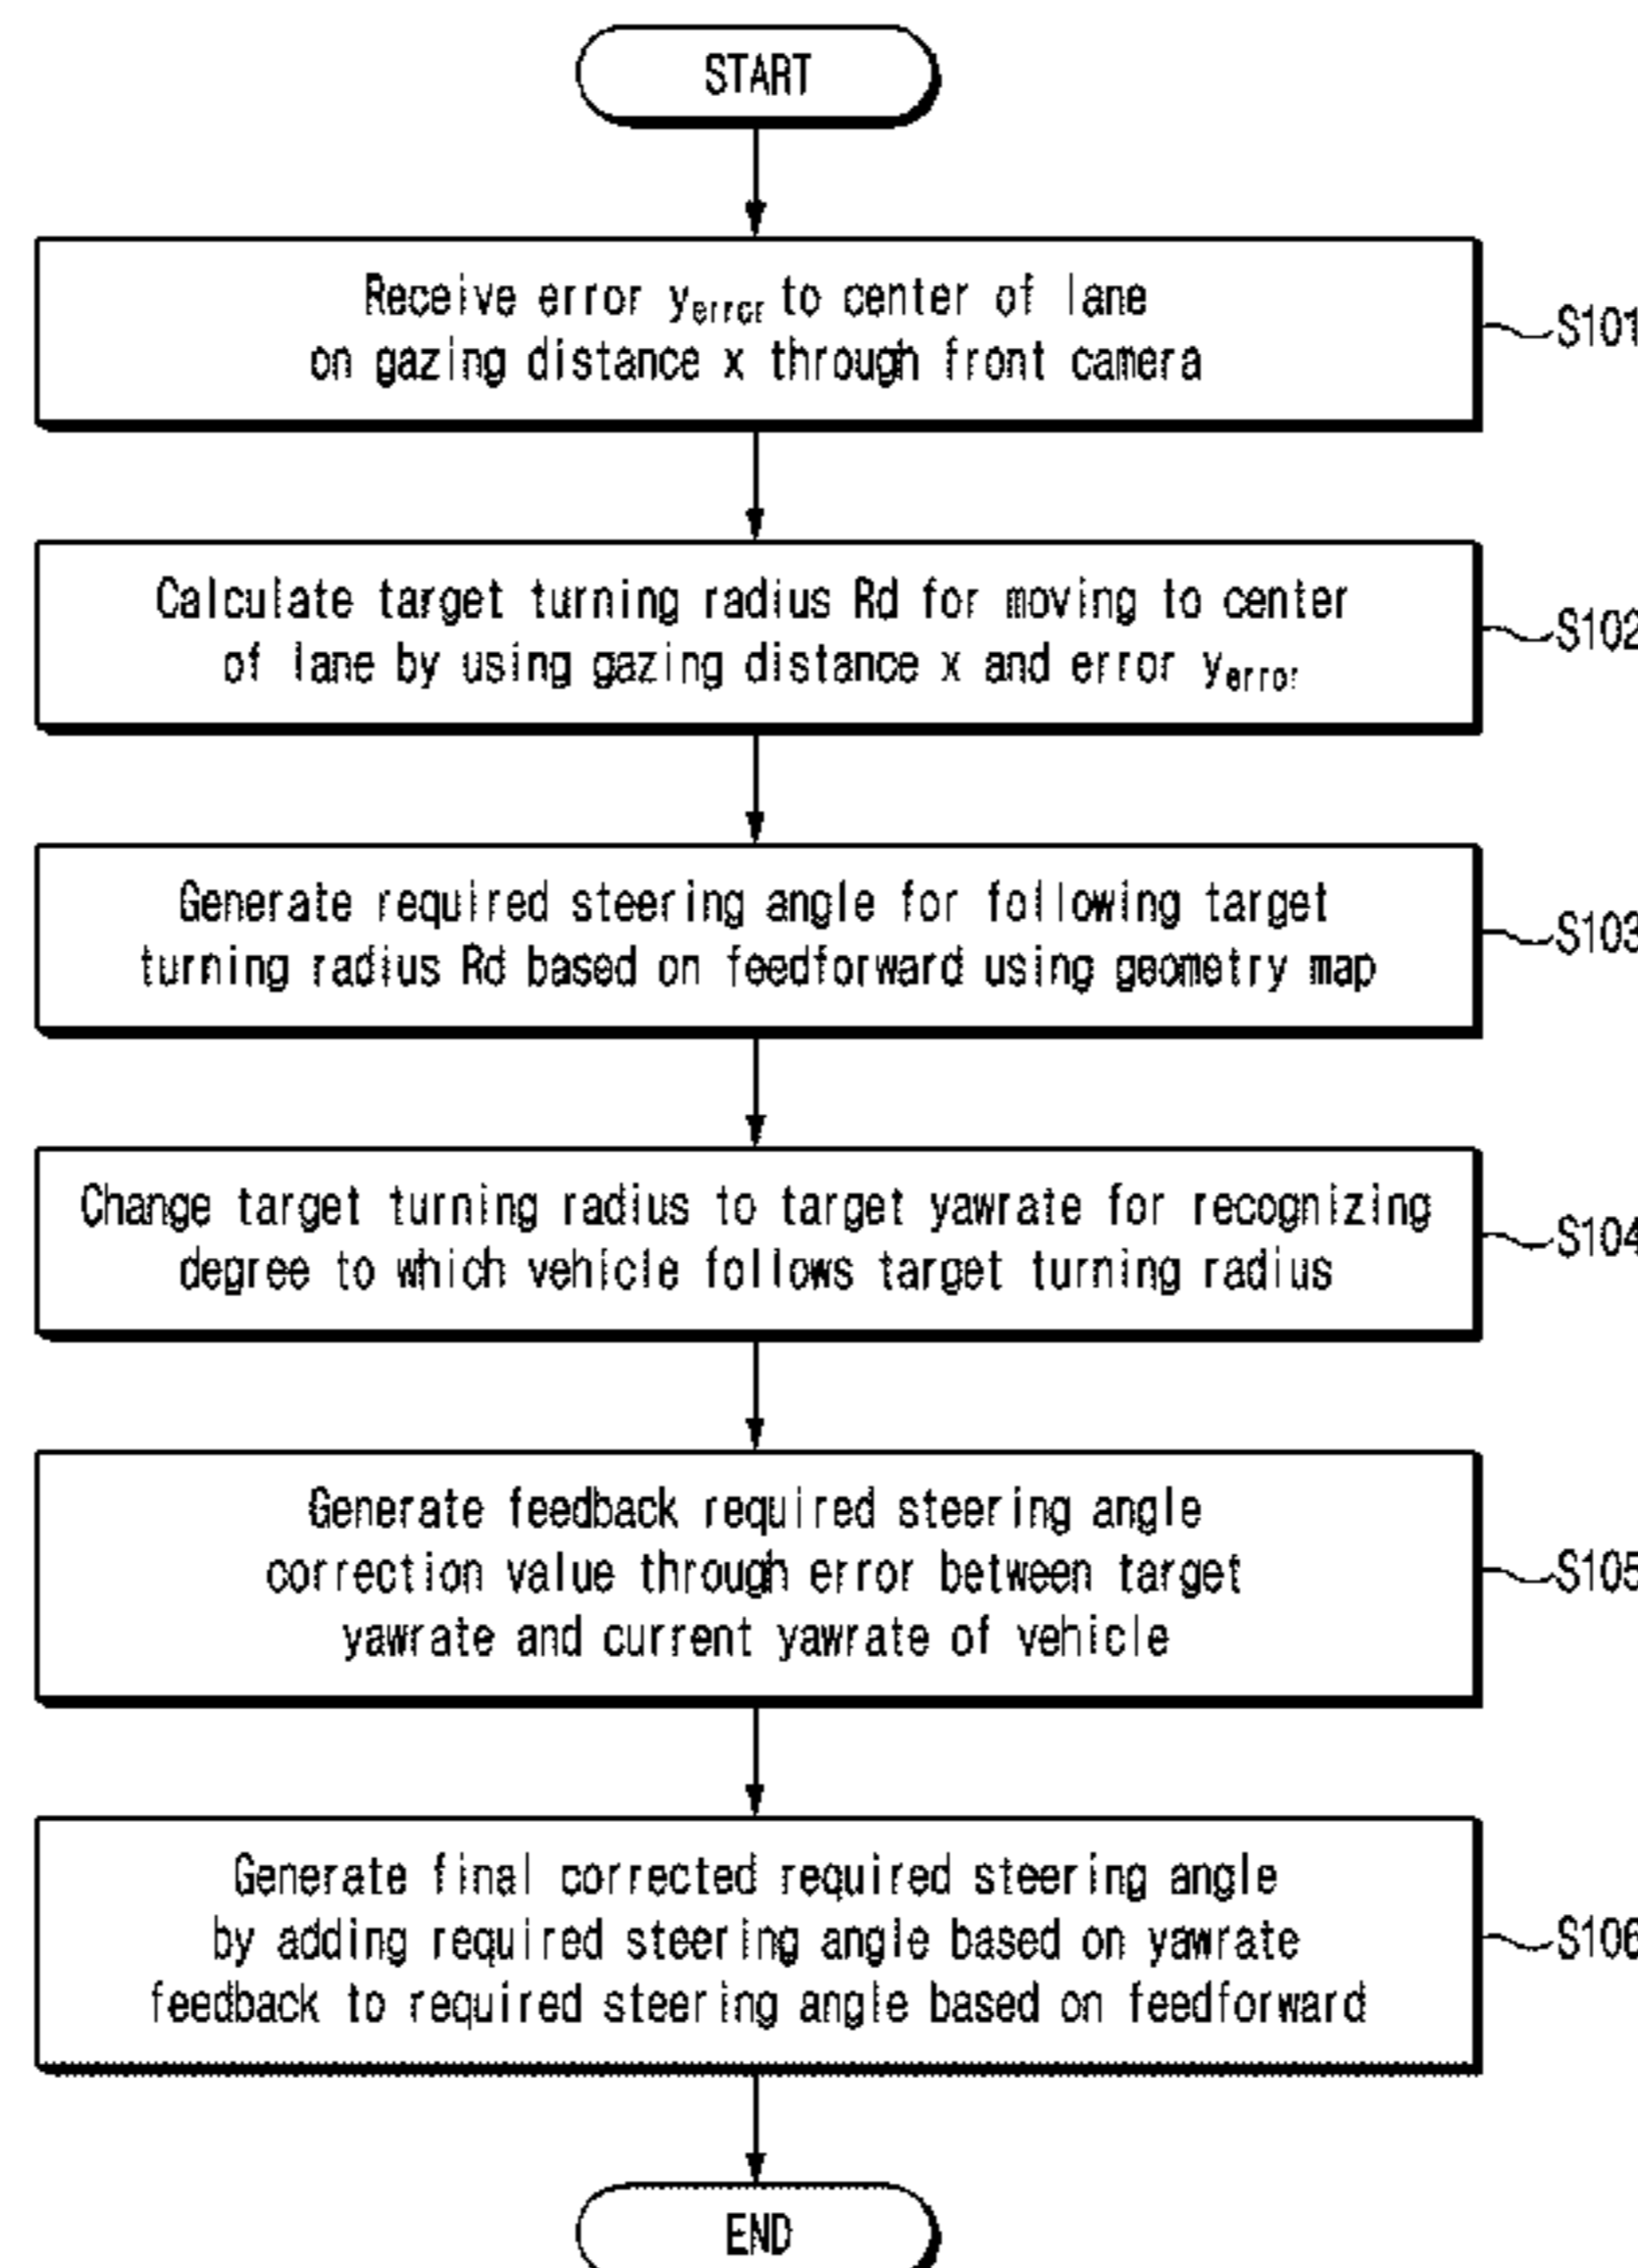 START
Receive error yerror to center of lane
on gazing distance x through front camera
S101
Calculate target turning radius Rd for moving to center
of lane by using gazing distance x and error yerror
S102
Generate required steering angle for following target
turning radius Rd based on feedforward using geometry map
S103
Change target turning radius to target yawrate for recognizing
degree to which vehicle follows target turning radius
S104
Generate feedback required steering angle
correction value through error between target
yawrate and current yawrate of vehicle
S105
Generate final corrected required steering angle
by adding required steering angle based on yawrate
feedback to required steering angle based on feedforward
S106
END